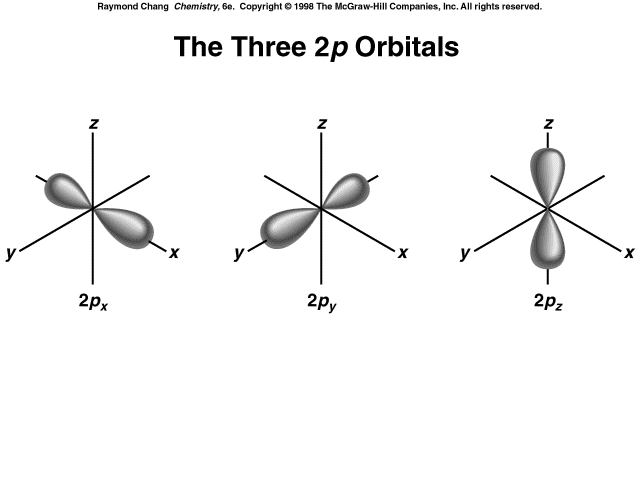 Raymond Chang Chemistry, 6e. Copyright © 1998 The McGraw-Hill Companies, Inc. All rights reserved.
The Three 2p Orbitals
z z z
y x y x y x
2px 2py 2pz